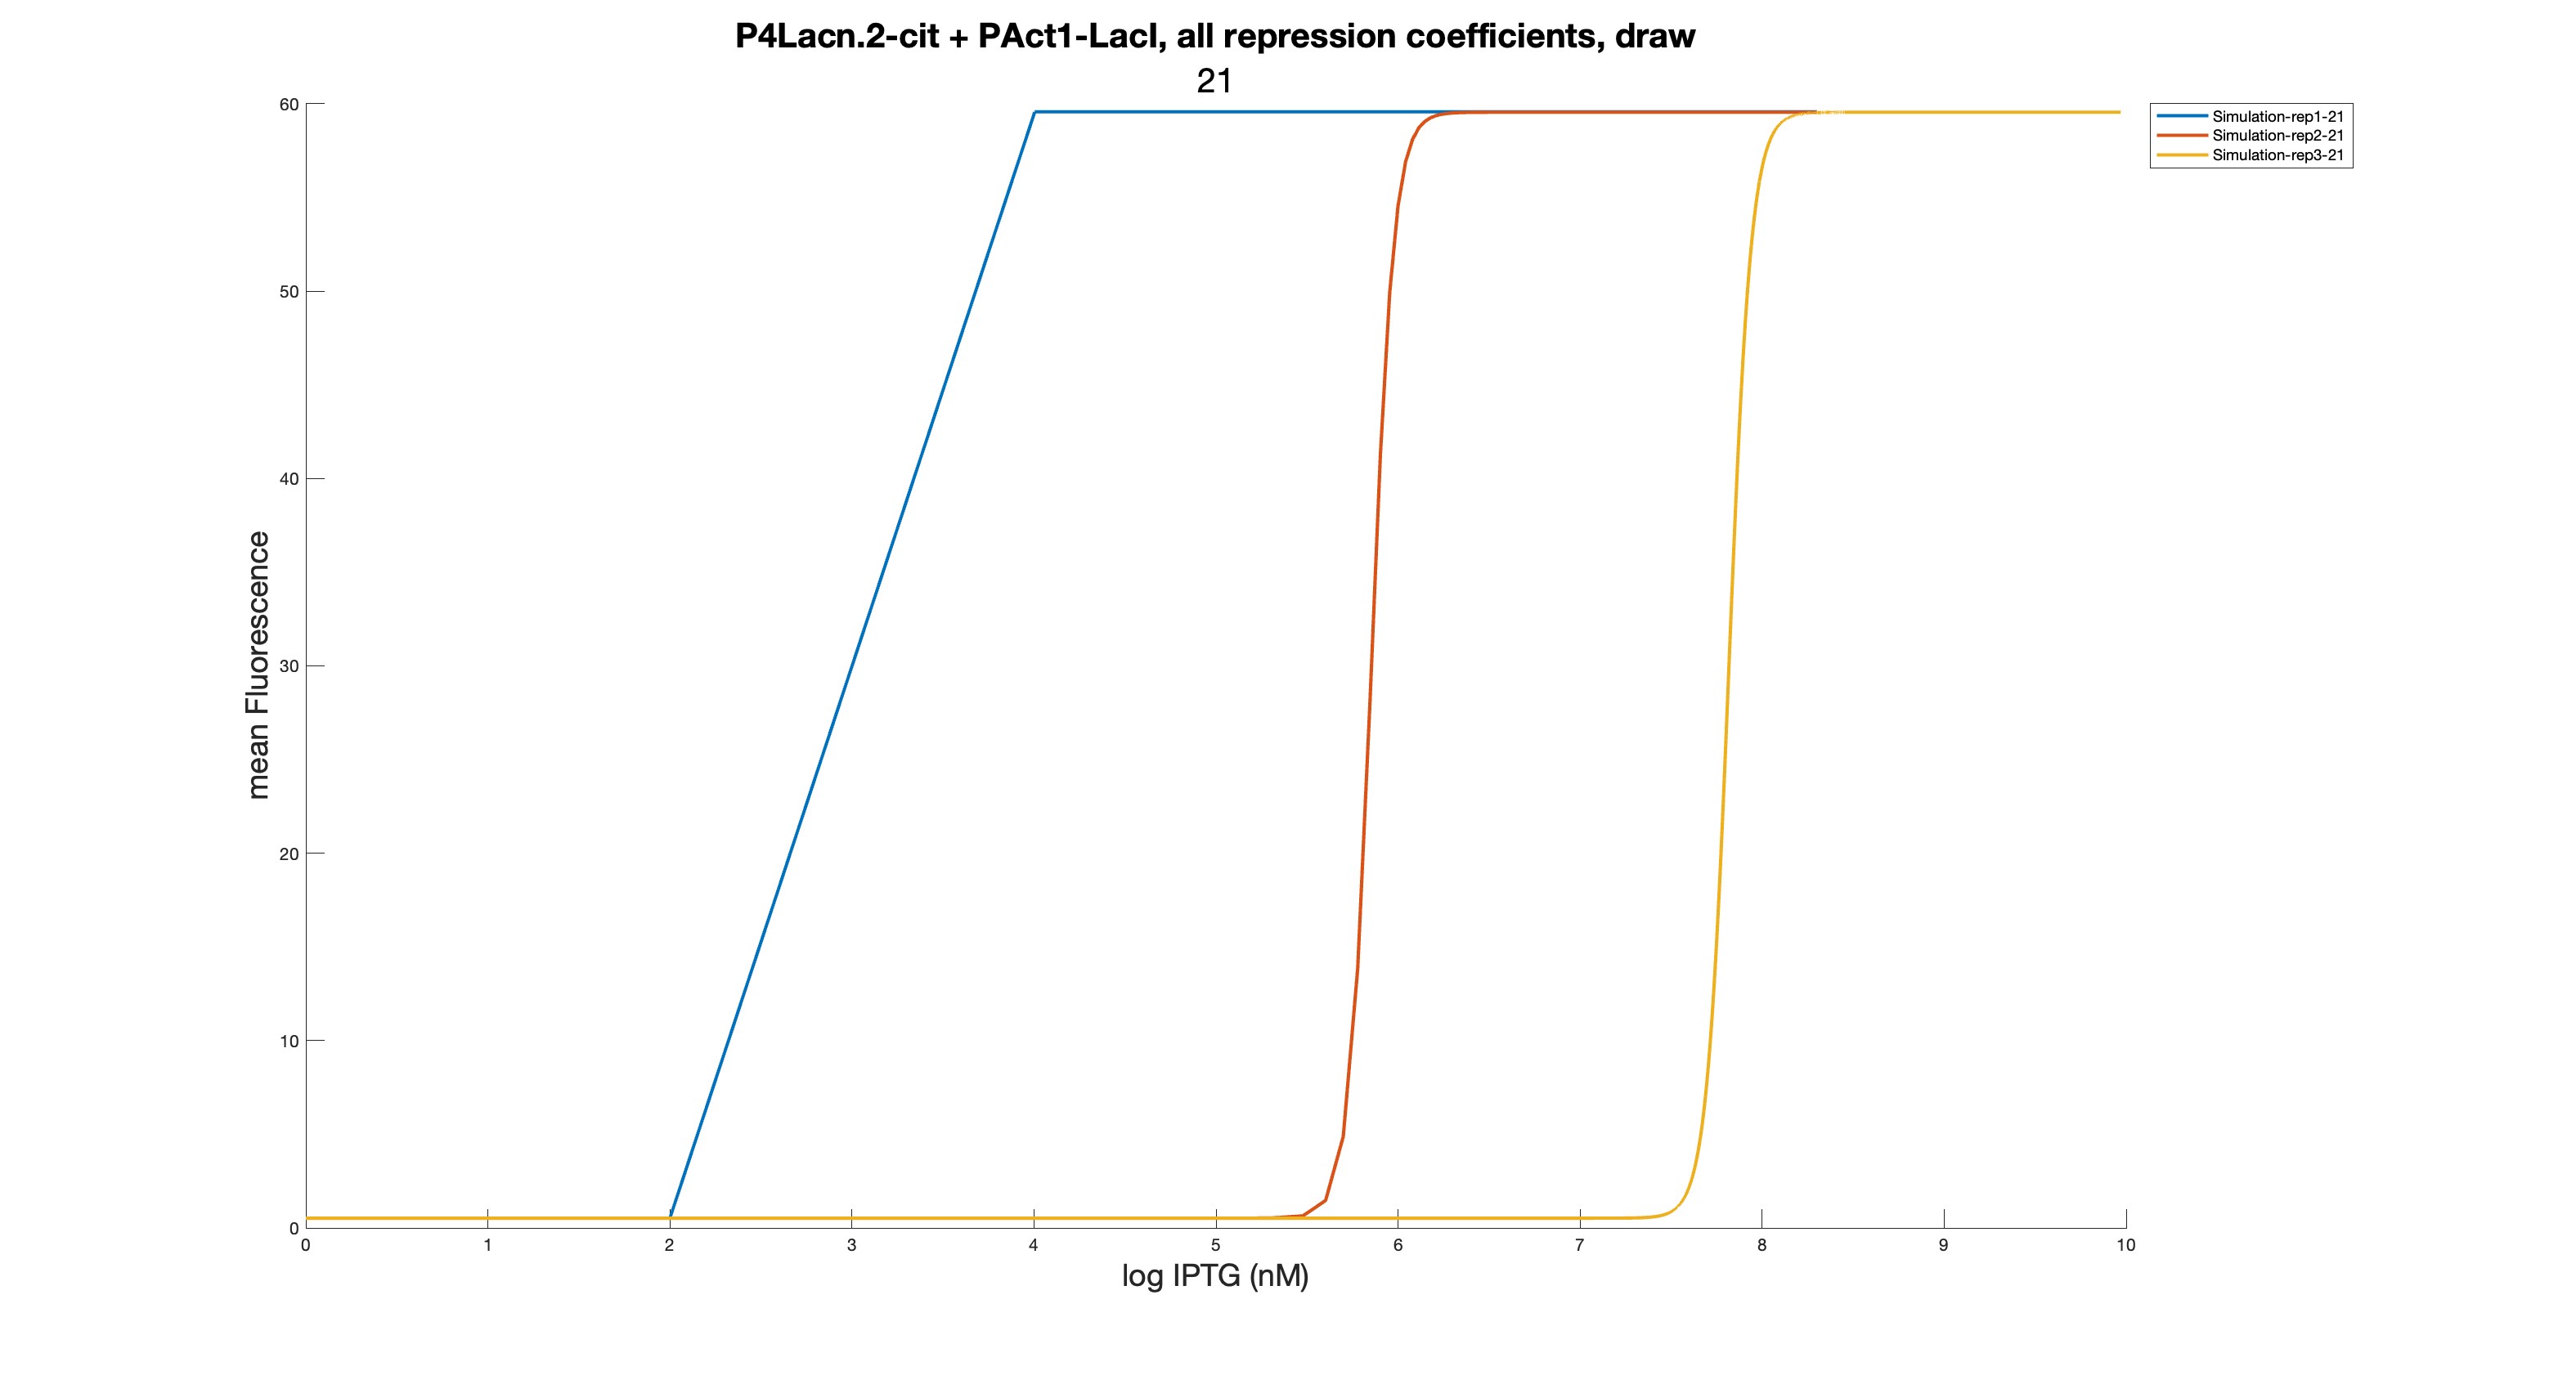 P4Lacn.2-cit + PAct1-LacI, all repression coefficients, draw
21
60
50
40
30
20
10
0
mean Fluorescence
0 1 2 3 4 5 6 7 8 9 10
log IPTG (nM)
Simulation-rep1-21
Simulation-rep2-21
Simulation-rep3-21